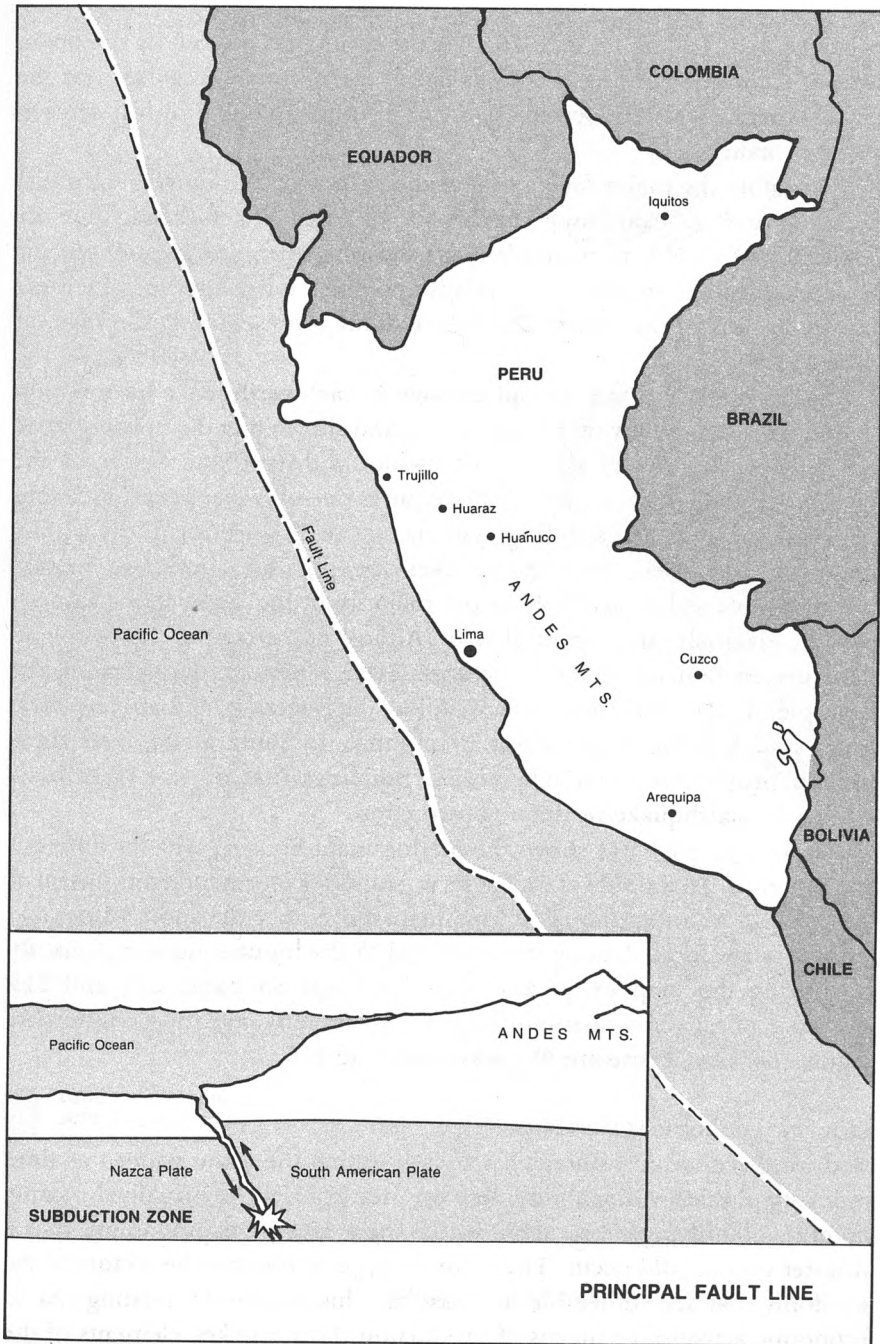 COLOMBIA
EQUADOR
Iquitos
PERU
BRAZIL
Trujillo
Huaraz
Huańuco
Fault Line
ANDES MTS.
Pacific Ocean
Lima
Cuzco
Arequipa
BOLIVIA
CHILE
Pacific Ocean
ANDES MTS.
Nazca Plate
South American Plate
SUBDUCTION ZONE
PRINCIPAL FAULT LINE